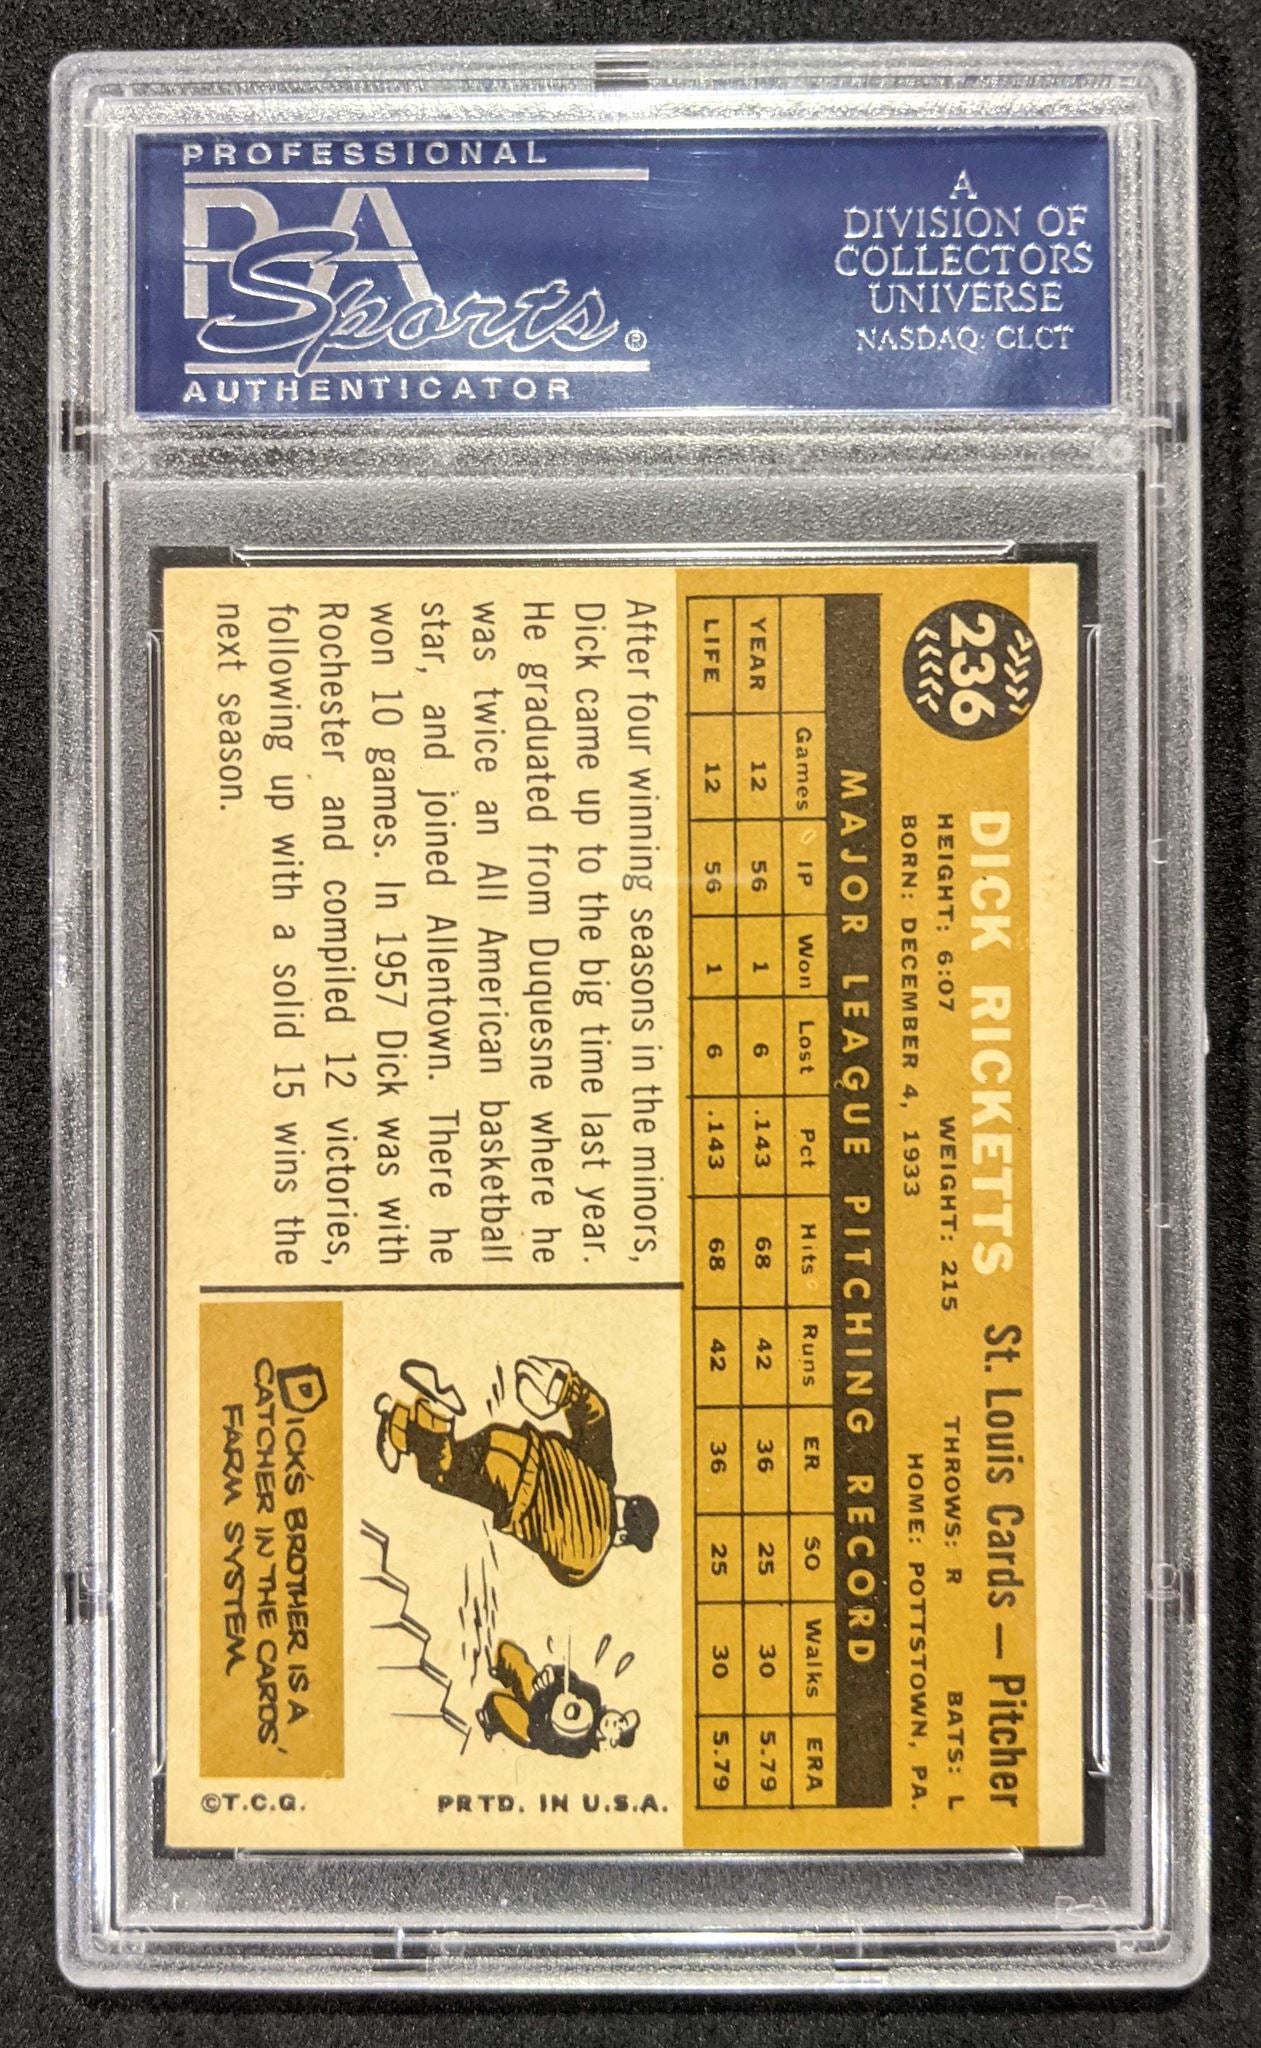 PROFESSIONAL
PSA
Sports®
AUTHENTICATOR
A
DIVISION OF
COLLECTORS
UNIVERSE
NASDAQ: CLCT
236
DICK RICKETTS St. Louis Cards — Pitcher
HEIGHT: 6:07 WEIGHT: 215 THROWS: R BATS: L
BORN: DECEMBER 4, 1933 HOME: POTTSTOWN, PA.
MAJOR LEAGUE PITCHING RECORD
Games IP Won Lost Pct Hits Runs ER SO Walks ERA
YEAR 12 56 1 6 .143 68 42 36 25 30 5.79
LIFE 12 56 1 6 .143 68 42 36 25 30 5.79
After four winning seasons in the minors,
Dick came up to the big time last year.
He graduated from Duquesne where he
was twice an All American basketball
star, and joined Allentown. There he
won 10 games. In 1957 Dick was with
Rochester and compiled 12 victories,
following up with a solid 15 wins the
next season.
DICK'S BROTHER IS A
CATCHER IN THE CARDS'
FARM SYSTEM
©T.C.G. PRTD. IN U.S.A.
PSA